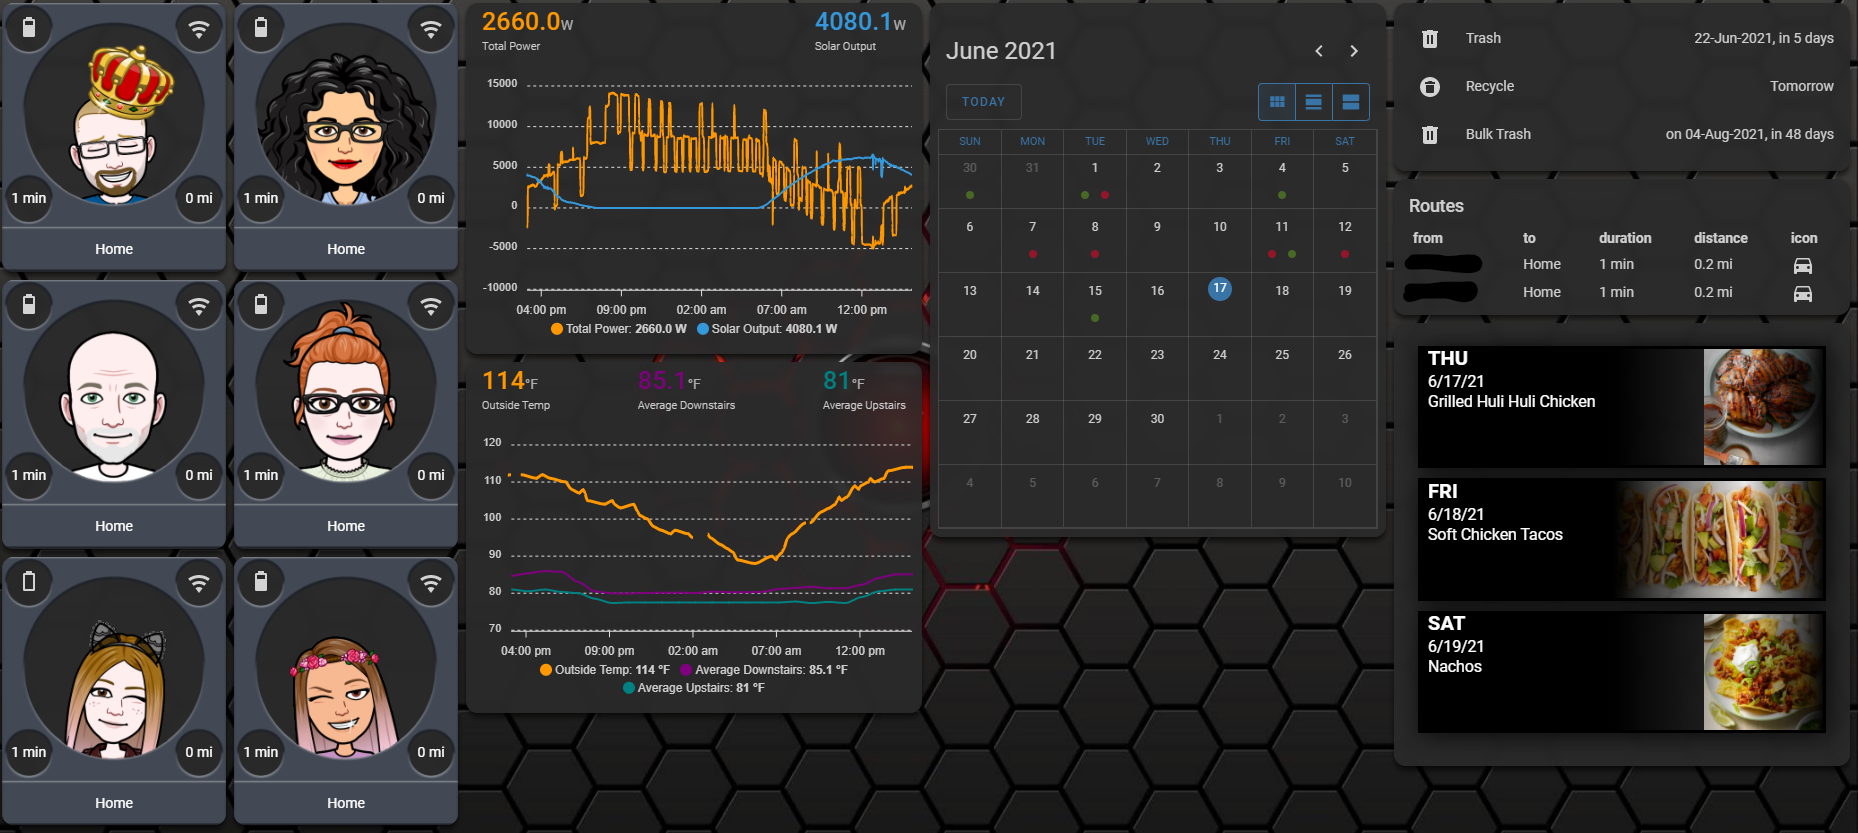 1 min 0 mi
Home
1 min 0 mi
Home
1 min 0 mi
Home
1 min 0 mi
Home
1 min 0 mi
Home
1 min 0 mi
Home
2660.0W 4080.1W
Total Power Solar Output
15000
10000
5000
0
-5000
-10000
04:00 pm 09:00 pm 02:00 am 07:00 am 12:00 pm
Total Power: 2660.0 W Solar Output: 4080.1 W
114°F 85.1°F 81°F
Outside Temp Average Downstairs Average Upstairs
120
110
100
90
80
70
04:00 pm 09:00 pm 02:00 am 07:00 am 12:00 pm
Outside Temp: 114 °F Average Downstairs: 85.1 °F
Average Upstairs: 81 °F
June 2021
TODAY
SUN MON TUE WED THU FRI SAT
30 31 1 2 3 4 5
6 7 8 9 10 11 12
13 14 15 16 17 18 19
20 21 22 23 24 25 26
27 28 29 30 1 2 3
4 5 6 7 8 9 10
Trash 22-Jun-2021, in 5 days
Recycle Tomorrow
Bulk Trash on 04-Aug-2021, in 48 days
Routes
from to duration distance icon
Home 1 min 0.2 mi
Home 1 min 0.2 mi
THU
6/17/21
Grilled Huli Huli Chicken
FRI
6/18/21
Soft Chicken Tacos
SAT
6/19/21
Nachos